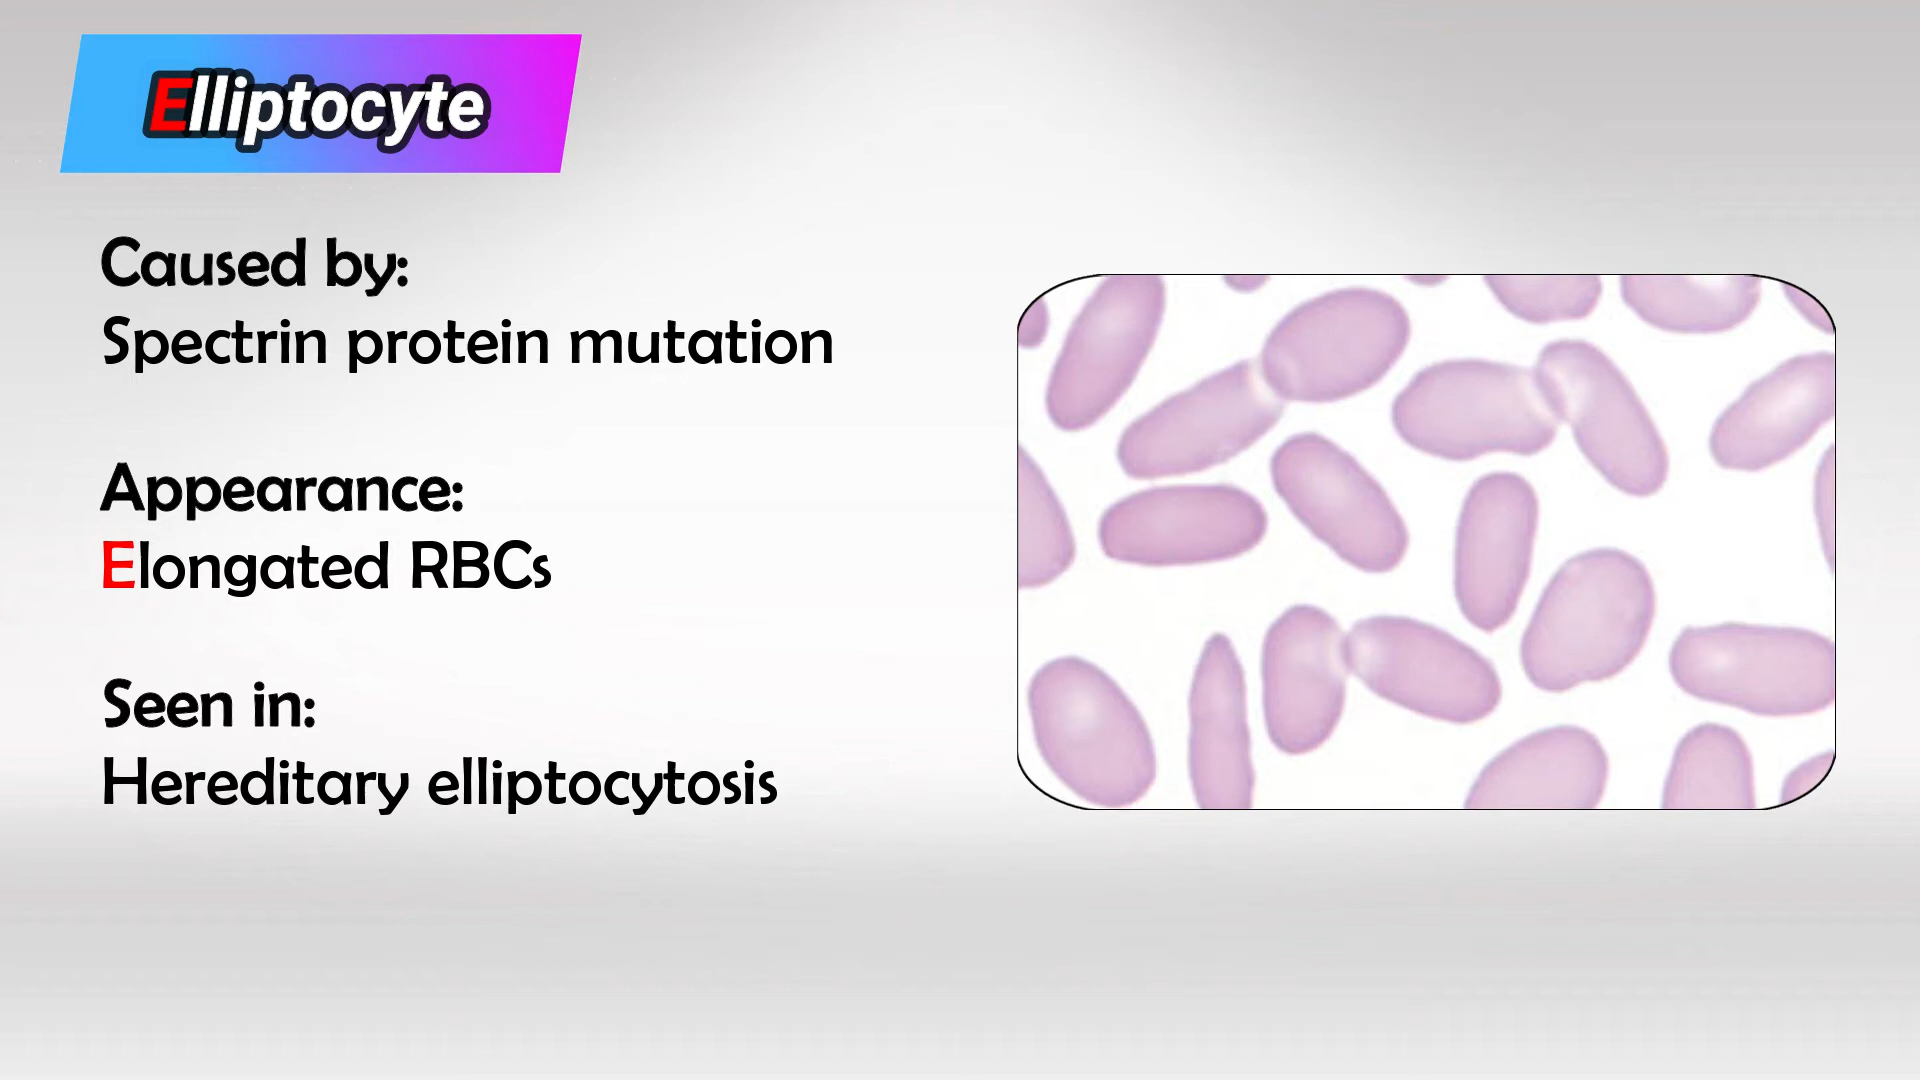 Elliptocyte
Caused by:
Spectrin protein mutation
Appearance:
Elongated RBCs
Seen in:
Hereditary elliptocytosis